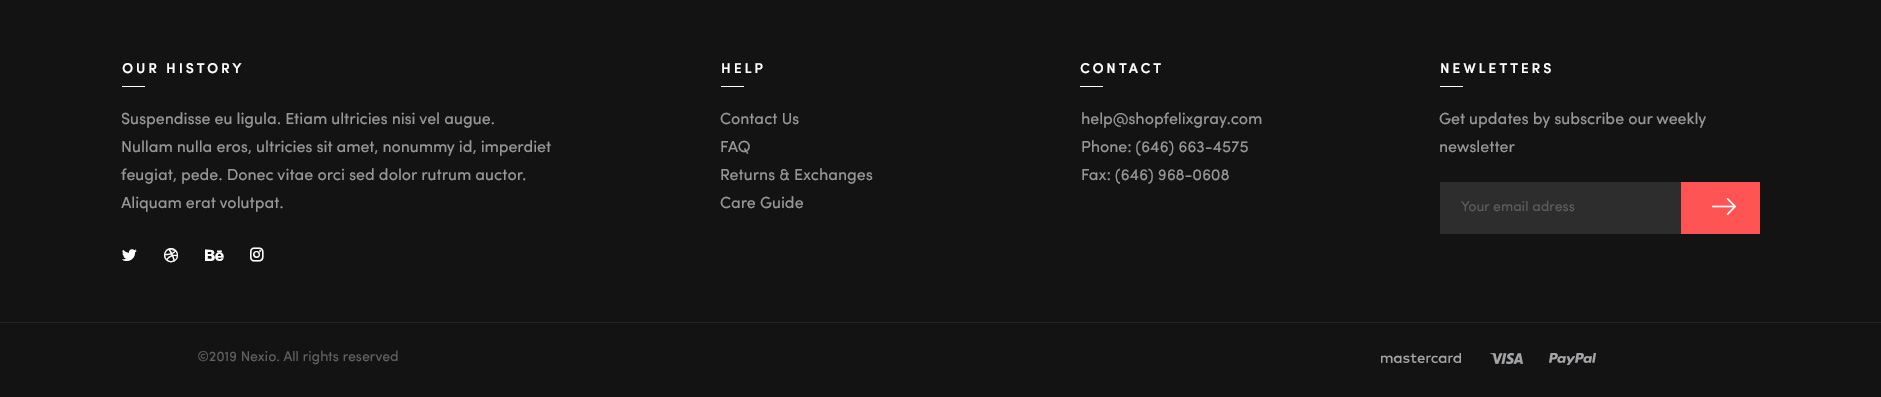 OUR HISTORY
Suspendisse eu ligula. Etiam ultricies nisi vel augue.
Nullam nulla eros, ultricies sit amet, nonummy id, imperdiet
feugiat, pede. Donec vitae orci sed dolor rutrum auctor.
Aliquam erat volutpat.
Bē
HELP
Contact Us
FAQ
Returns & Exchanges
Care Guide
CONTACT
help@shopfelixgray.com
Phone: (646) 663-4575
Fax: (646) 968-0608
NEWLETTERS
Get updates by subscribe our weekly
newsletter
Your email adress
©2019 Nexio. All rights reserved
mastercard VISA PayPal